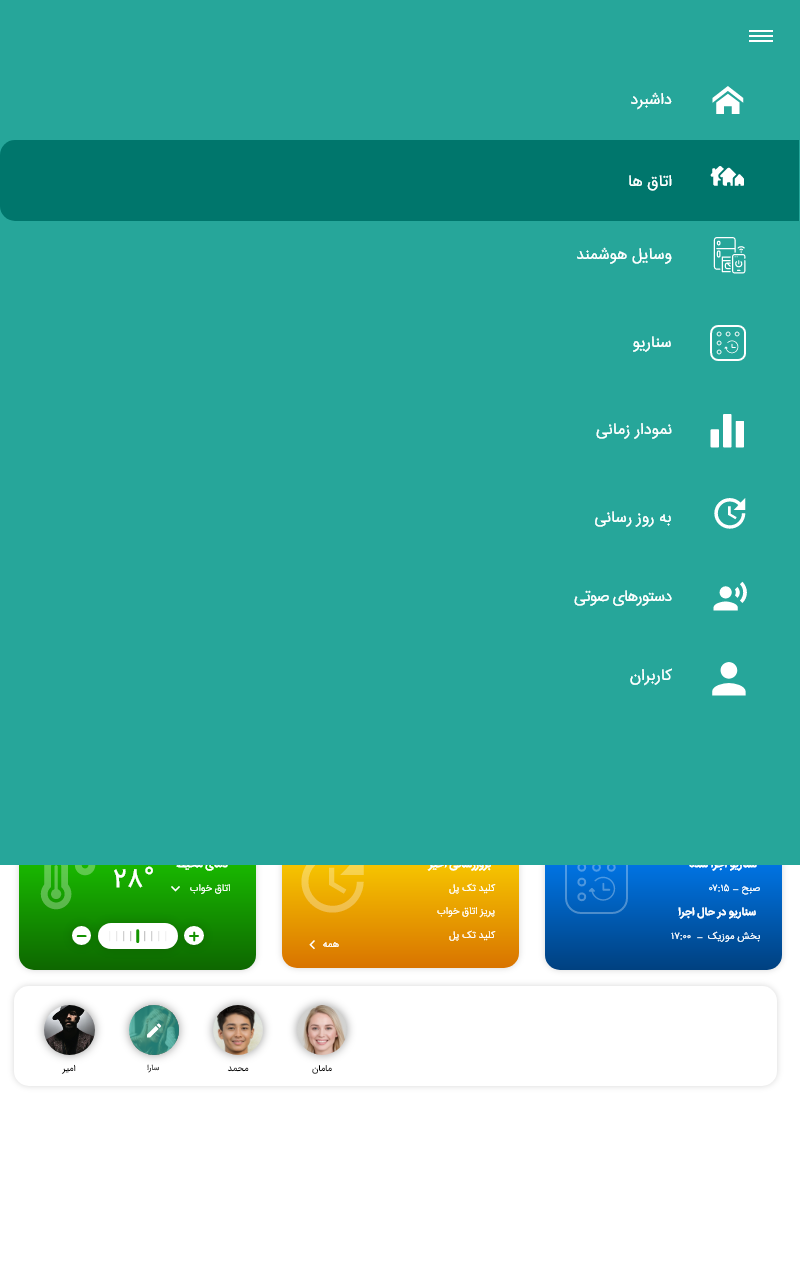 داشبرد
اتاق ها
وسایل هوشمند
سناریو
نمودار زمانی
به روز رسانی
دستورهای صوتی
کاربران
صبح – ۰۷:۱۵
سناریو در حال اجرا
بخش موزیک – ۱۷:۰۰
کلید تک پل
پریز اتاق خواب
کلید تک پل
همه
۲۸°
اتاق خواب
مامان
محمد
سارا
امیر